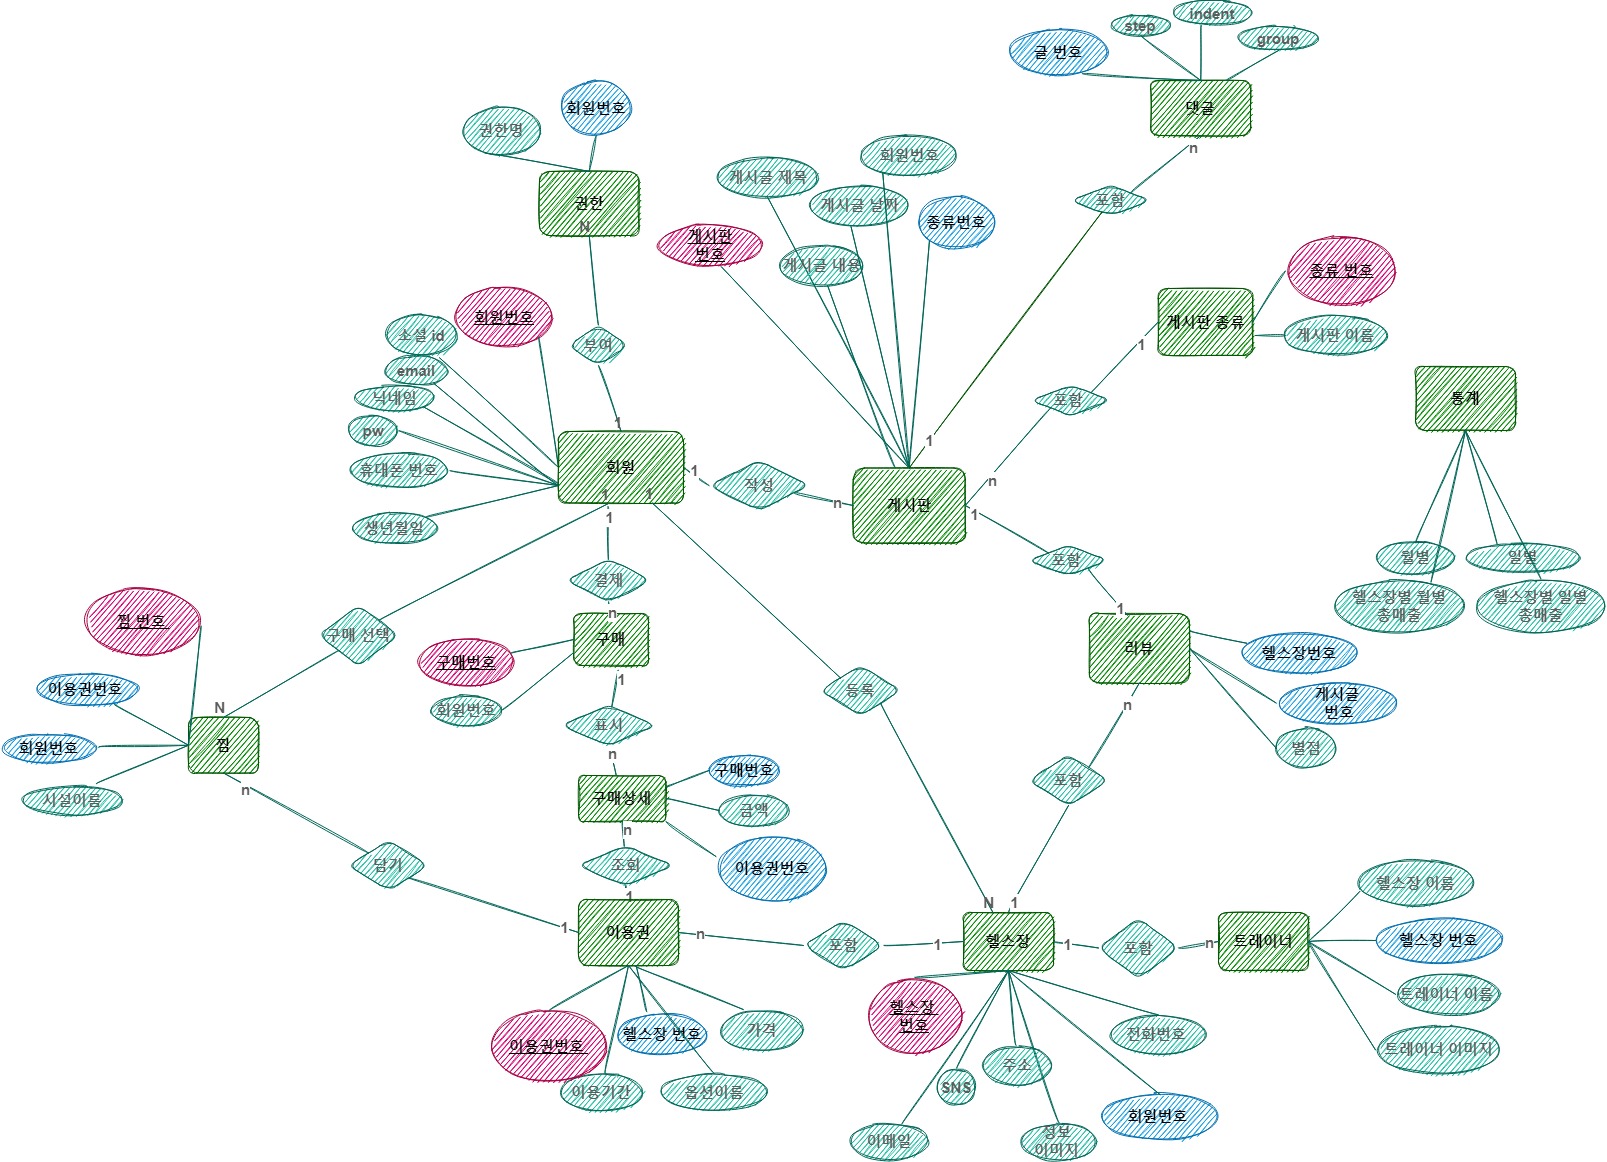 step
indent
group
글 번호
댓글
n
포함
권한명
회원번호
권한
N
부여
1
게시글 제목
회원번호
게시글 날짜
종류번호
게시판
번호
게시글 내용
종류 번호
게시판 종류
게시판 이름
1
포함
n
1
통계
월별
일별
헬스장별 월별
총매출
헬스장별 일별
총매출
회원번호
소셜 id
email
닉네임
pw
휴대폰 번호
생년월일
회원
1
1
1
작성
n
게시판
1
포함
1
1
결제
n
구매
구매번호
회원번호
1
표시
n
구매상세
구매번호
금액
이용권번호
n
조회
1
찜 번호
이용권번호
회원번호
시설이름
찜
N
구매 선택
n
담기
1
등록
리뷰
헬스장번호
게시글
번호
별점
n
포함
N
1
이용권
n
포함
1
헬스장
1
포함
n
트레이너
헬스장 이름
헬스장 번호
트레이너 이름
트레이너 이미지
이용권번호
헬스장 번호
가격
이용기간
옵션이름
헬스장
번호
전화번호
주소
SNS
회원번호
이메일
정보
이미지